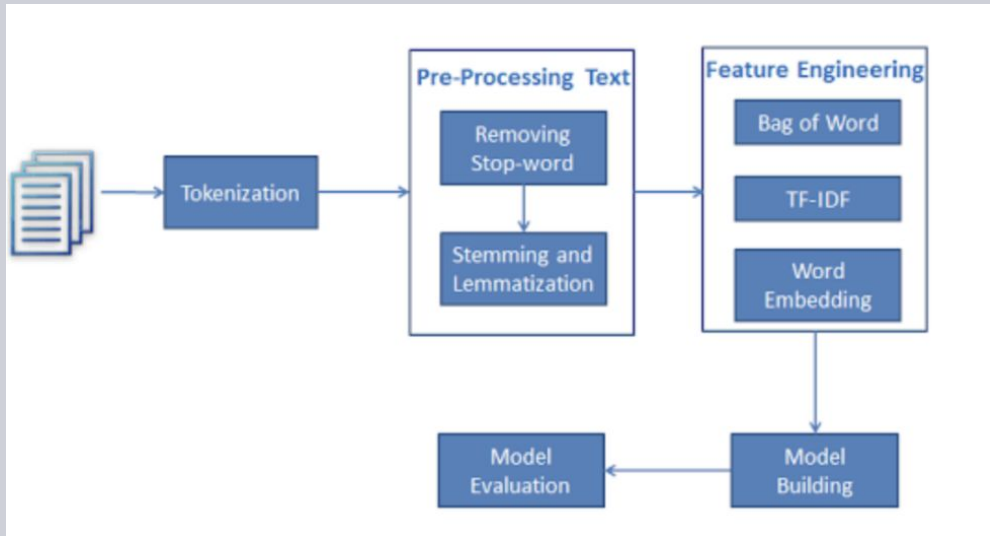 Tokenization
Pre-Processing Text
Removing
Stop-word
Stemming and
Lemmatization
Feature Engineering
Bag of Word
TF-IDF
Word
Embedding
Model
Building
Model
Evaluation